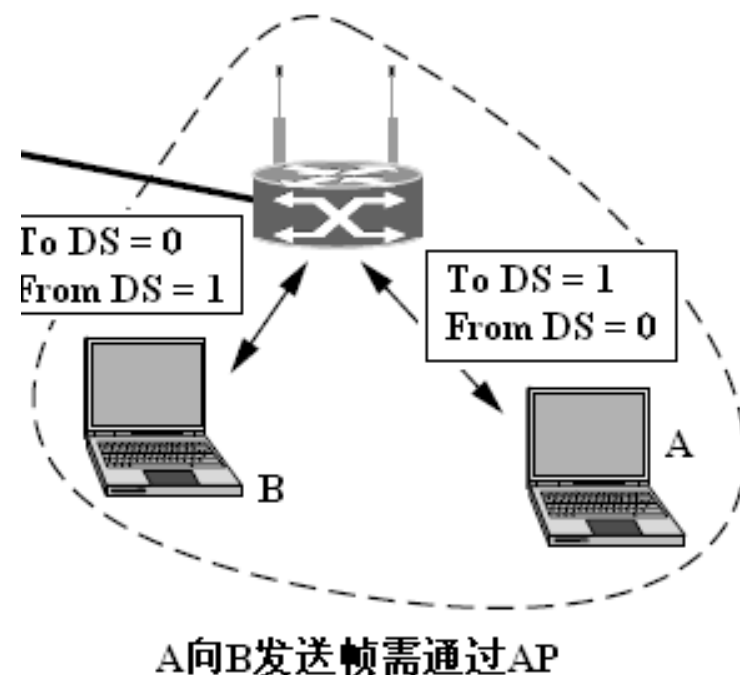 To DS = 0
From DS = 1
To DS = 1
From DS = 0
B
A
A向B发送帧需通过AP